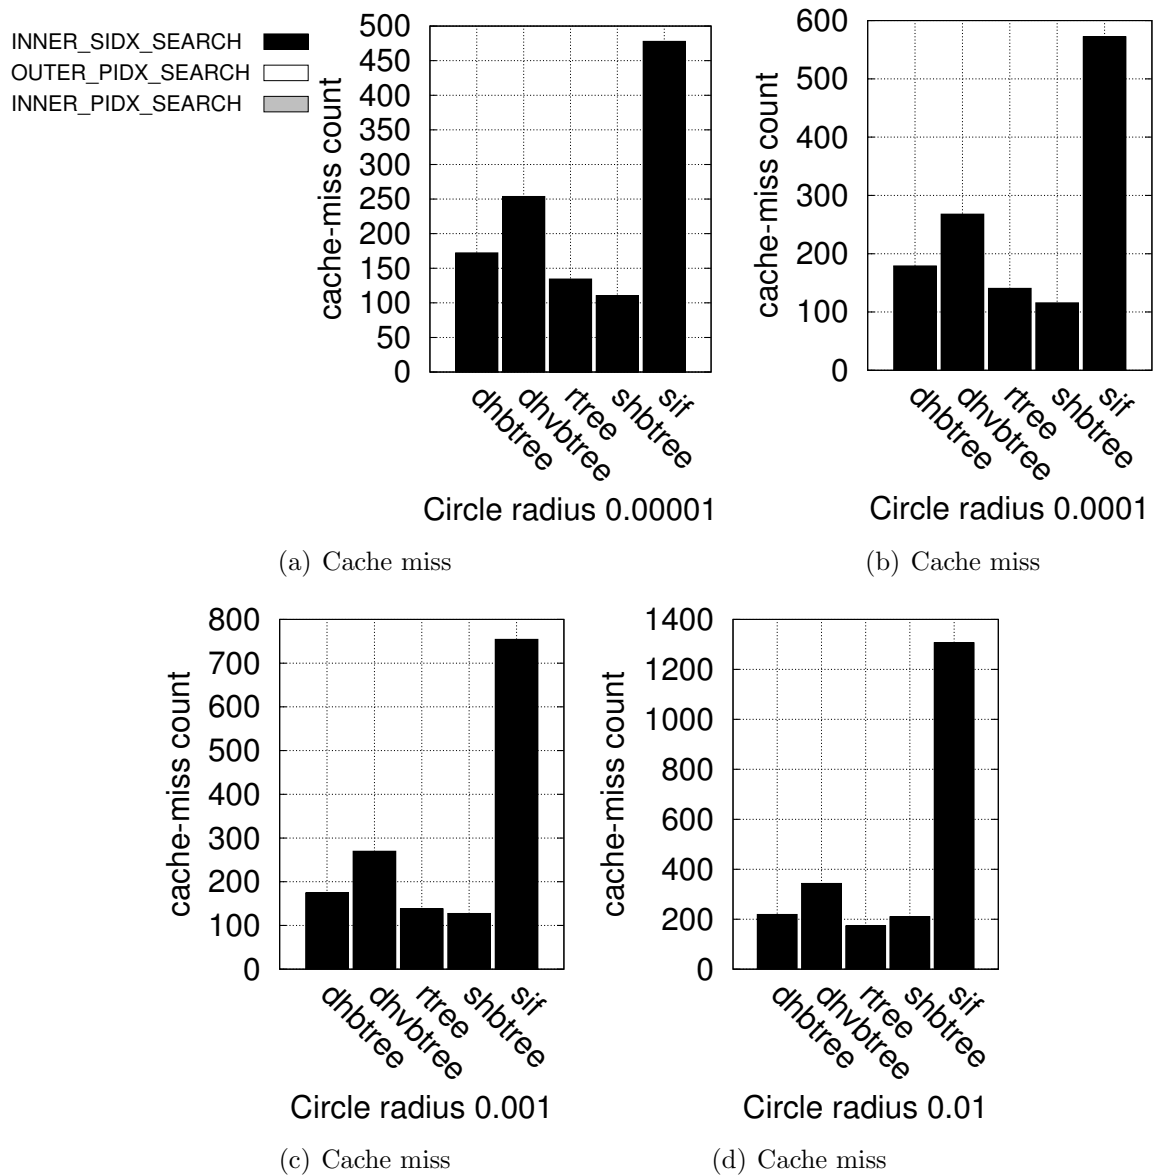 INNER_SIDX_SEARCH
OUTER_PIDX_SEARCH
INNER_PIDX_SEARCH
cache-miss count
500
450
400
350
300
250
200
150
100
50
0
dhbtree
dhvbtree
rtree
shbtree
sif
Circle radius 0.00001
(a) Cache miss
cache-miss count
600
500
400
300
200
100
0
dhbtree
dhvbtree
rtree
shbtree
sif
Circle radius 0.0001
(b) Cache miss
cache-miss count
800
700
600
500
400
300
200
100
0
dhbtree
dhvbtree
rtree
shbtree
sif
Circle radius 0.001
(c) Cache miss
cache-miss count
1400
1200
1000
800
600
400
200
0
dhbtree
dhvbtree
rtree
shbtree
sif
Circle radius 0.01
(d) Cache miss